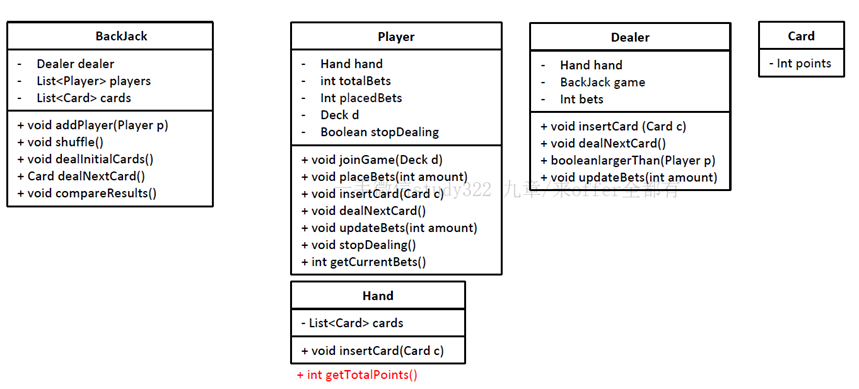 BackJack
- Dealer dealer
- List<Player> players
- List<Card> cards
+ void addPlayer(Player p)
+ void shuffle()
+ void dealInitialCards()
+ Card dealNextCard()
+ void compareResults()
Player
- Hand hand
- int totalBets
- Int placedBets
- Deck d
- Boolean stopDealing
+ void joinGame(Deck d)
+ void placeBets(int amount)
+ void insertCard(Card c)
+ void dealNextCard()
+ void updateBets(int amount)
+ void stopDealing()
+ int getCurrentBets()
Dealer
- Hand hand
- BackJack game
- Int bets
+ void insertCard (Card c)
+ void dealNextCard()
+ booleanlargerThan(Player p)
+ void updateBets(int amount)
Card
- Int points
Hand
- List<Card> cards
+ void insertCard(Card c)
+ int getTotalPoints()
study322 九章/来offer全都有